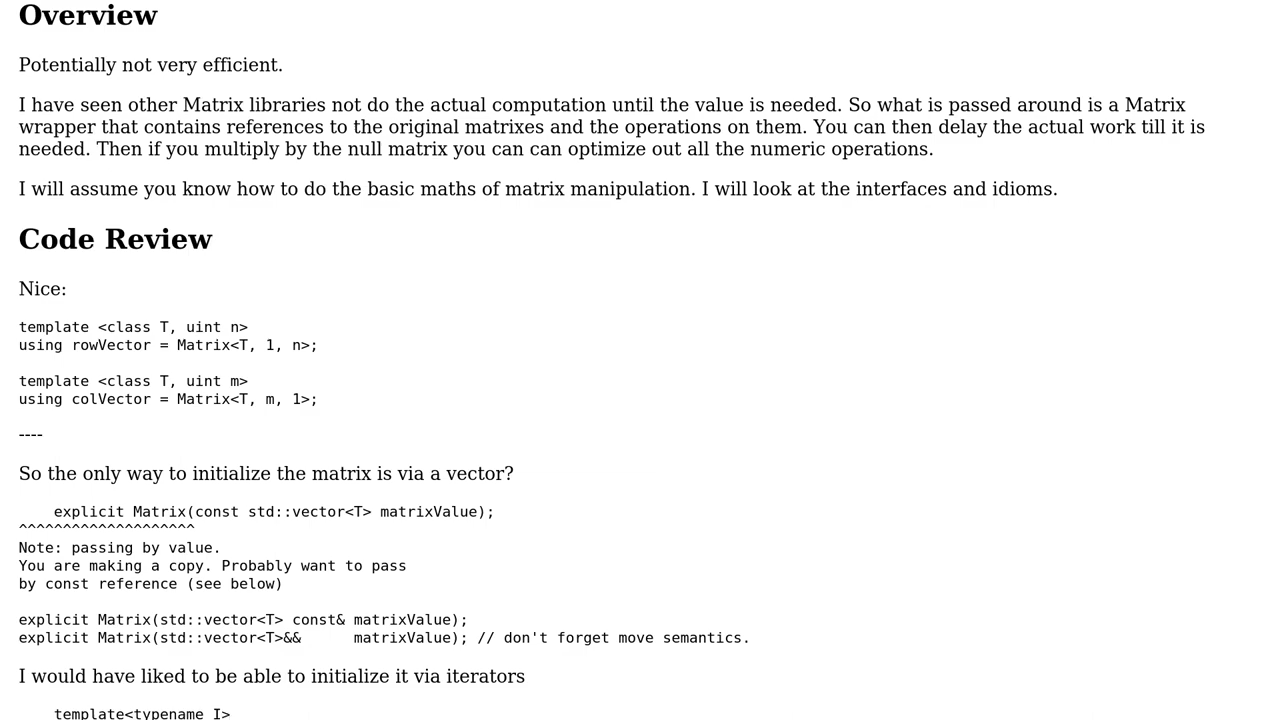 Overview
Potentially not very efficient.
I have seen other Matrix libraries not do the actual computation until the value is needed. So what is passed around is a Matrix
wrapper that contains references to the original matrixes and the operations on them. You can then delay the actual work till it is
needed. Then if you multiply by the null matrix you can can optimize out all the numeric operations.
I will assume you know how to do the basic maths of matrix manipulation. I will look at the interfaces and idioms.
Code Review
Nice:
template <class T, uint n>
using rowVector = Matrix<T, 1, n>;
template <class T, uint m>
using colVector = Matrix<T, m, 1>;
----
So the only way to initialize the matrix is via a vector?
    explicit Matrix(const std::vector<T> matrixValue);
^^^^^^^^^^^^^^^^^^^^
Note: passing by value.
You are making a copy. Probably want to pass
by const reference (see below)
explicit Matrix(std::vector<T> const& matrixValue);
explicit Matrix(std::vector<T>&&      matrixValue); // don't forget move semantics.
I would have liked to be able to initialize it via iterators
    template<typename I>